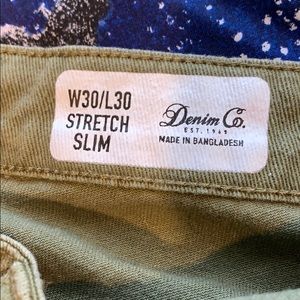 W30/L30
STRETCH
SLIM
Denim Co.
EST. 1969
MADE IN BANGLADESH